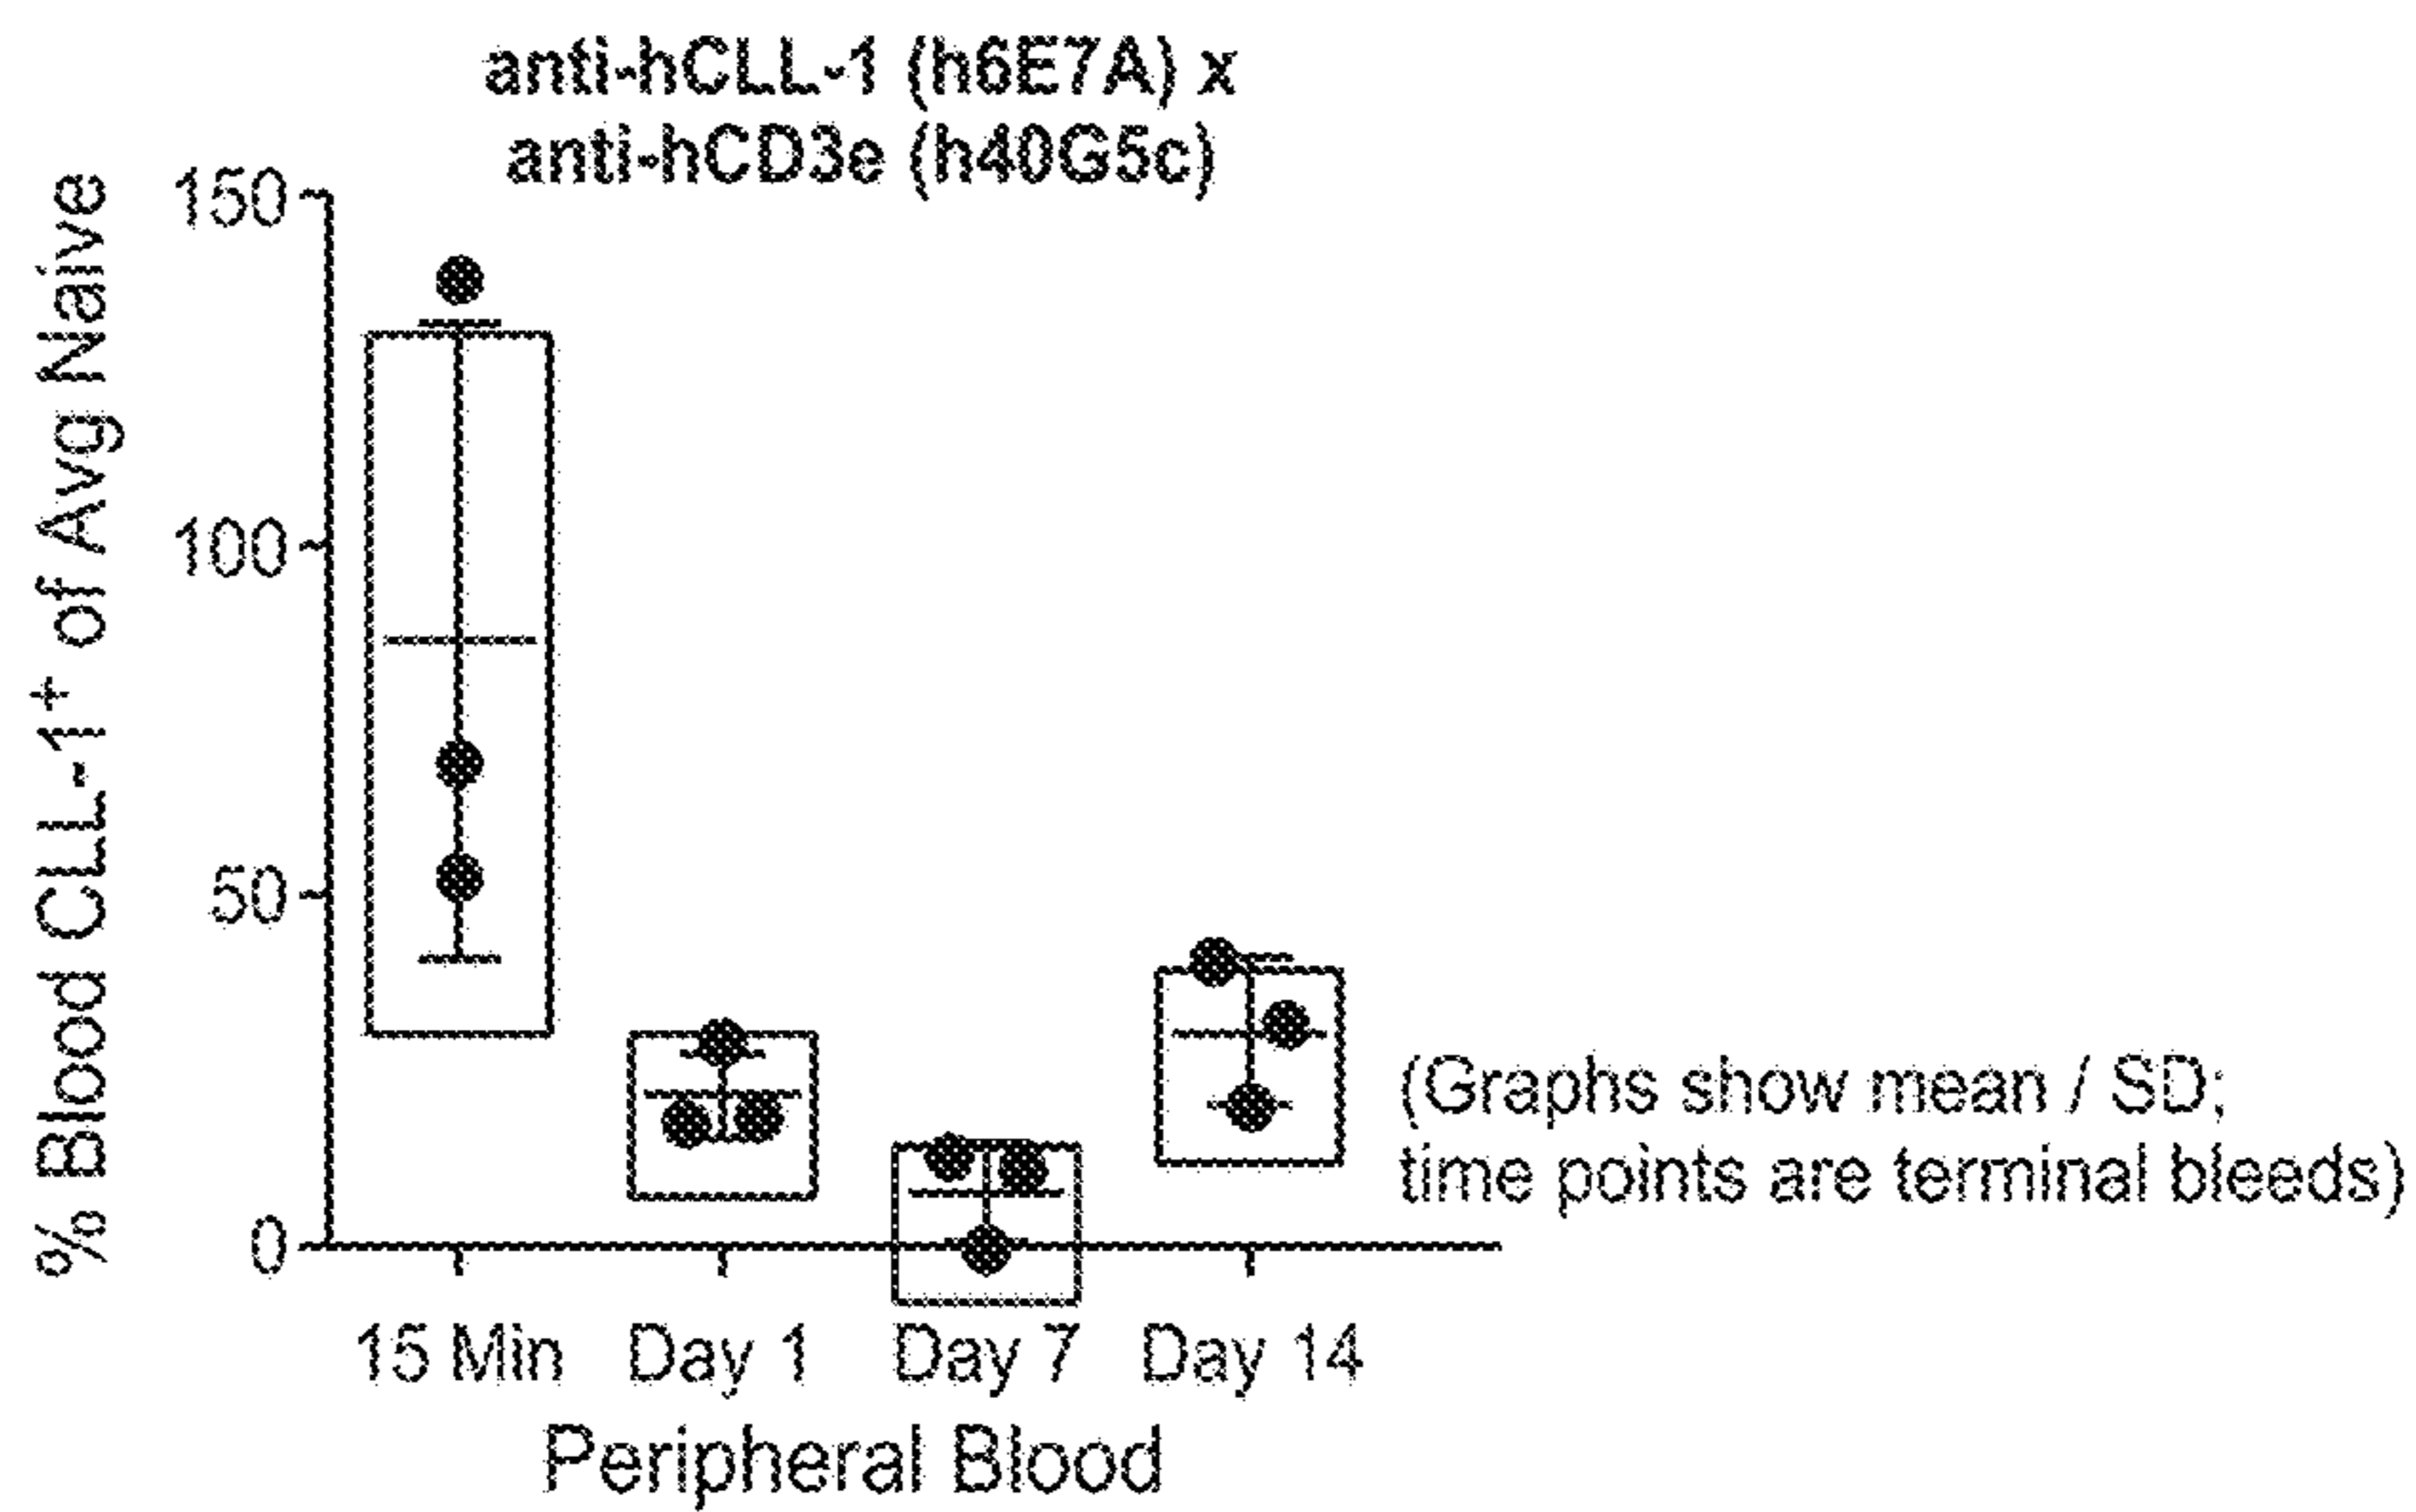 anti-hCLL-1 (h6E7A) x
anti-hCD3e (h40G5c)
% Blood CLL-1⁺ of Avg Naive
150
100
50
0
15 Min Day 1 Day 7 Day 14
Peripheral Blood
(Graphs show mean / SD;
time points are terminal bleeds)